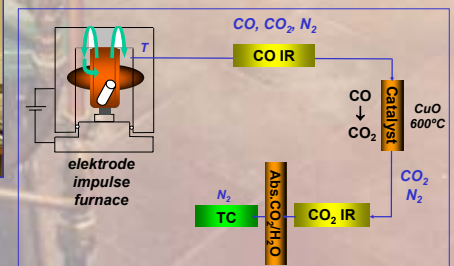 CO, CO2, N2
T
CO IR
CO
↓
CO2
Catalyst
CuO
600ºC
elektrode
impulse
furnace
CO2
N2
N2
TC
Abs.CO2/H2O
CO2 IR